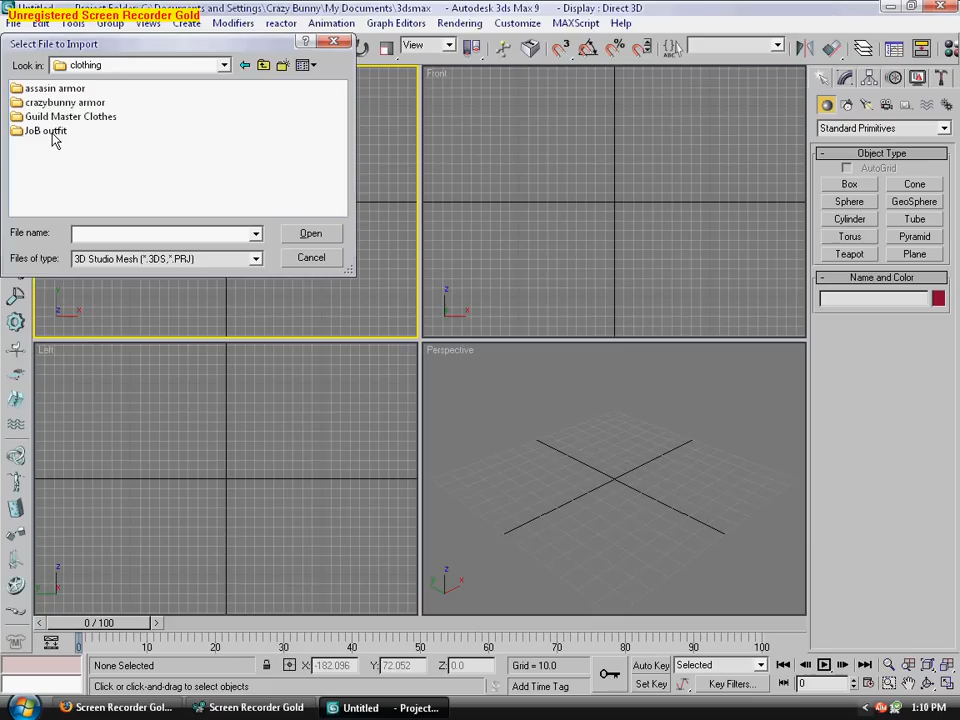 Untitled - Project Folder: C:\Documents and Settings\Crazy Bunny\My Documents\3dsmax - Autodesk 3ds Max 9 - Display : Direct 3D
Unregistered Screen Recorder Gold
File Edit Tools Group Views Create Modifiers reactor Animation Graph Editors Rendering Customize MAXScript Help
Select File to Import
Look in: clothing
View
assasin armor
crazybunny armor
Guild Master Clothes
JoB outfit
File name: Open
Files of type: 3D Studio Mesh (*.3DS,*.PRJ) Cancel
Front
Left
Perspective
Standard Primitives
- Object Type
AutoGrid
Box Cone
Sphere GeoSphere
Cylinder Tube
Torus Pyramid
Teapot Plane
- Name and Color
ABC
y z x
z x
z y x
z y x
< 0 / 100 >
0 10 20 30 40 50 60 70 80 90 100
None Selected X: -182.096 Y: 72.052 Z: 0.0 Grid = 10.0 Auto Key Selected
Click or click-and-drag to select objects Add Time Tag Set Key Key Filters... 0
Screen Recorder Gol... Screen Recorder Gold Untitled - Project... 1:10 PM